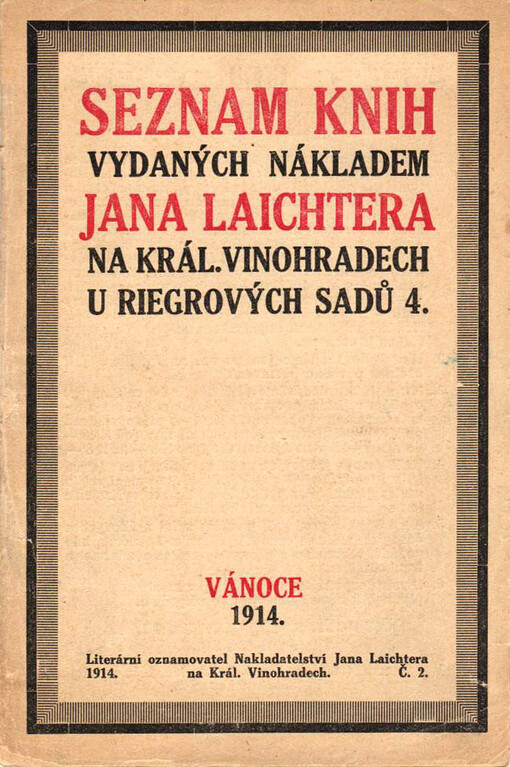 SEZNAM KNIH
VYDANÝCH NÁKLADEM
JANA LAICHTERA
NA KRÁL. VINOHRADECH
U RIEGROVÝCH SADŮ 4.
VÁNOCE
1914.
Literární oznamovatel Nakladatelství Jana Laichtera
1914. na Král. Vinohradech. Č. 2.